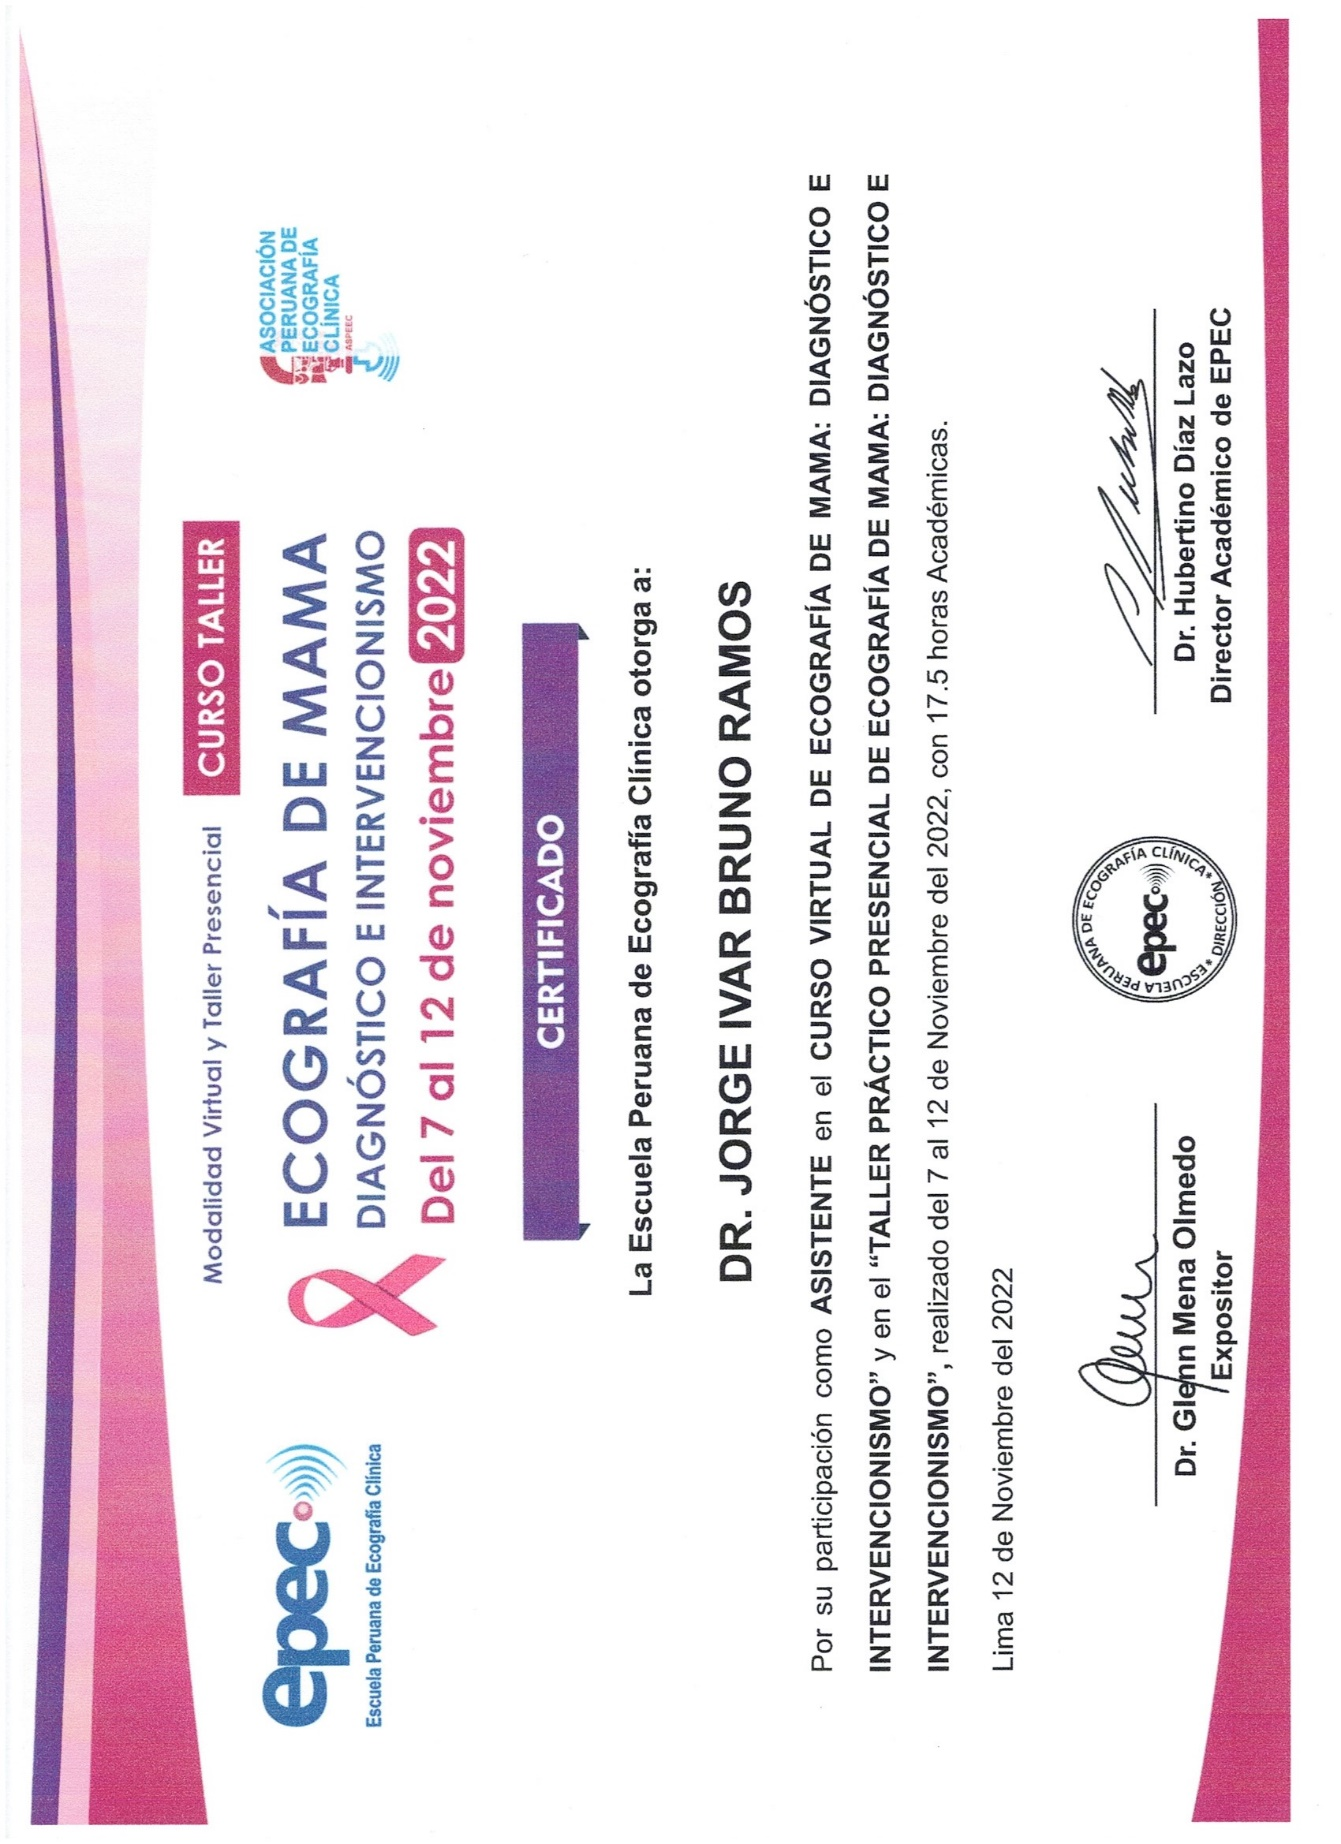 Modalidad Virtual y Taller Presencial CURSO TALLER
epec
Escuela Peruana de Ecografía Clínica
ECOGRAFÍA DE MAMA
DIAGNÓSTICO E INTERVENCIONISMO
Del 7 al 12 de noviembre 2022
ASOCIACIÓN
PERUANA DE
ECOGRAFÍA
CLÍNICA
ASPEEC
CERTIFICADO
La Escuela Peruana de Ecografía Clínica otorga a:
DR. JORGE IVAR BRUNO RAMOS
Por su participación como ASISTENTE en el CURSO VIRTUAL DE ECOGRAFÍA DE MAMA: DIAGNÓSTICO E
INTERVENCIONISMO” y en el “TALLER PRÁCTICO PRESENCIAL DE ECOGRAFÍA DE MAMA: DIAGNÓSTICO E
INTERVENCIONISMO”, realizado del 7 al 12 de Noviembre del 2022, con 17.5 horas Académicas.
Lima 12 de Noviembre del 2022
Dr. Glenn Mena Olmedo
Expositor
ESCUELA PERUANA DE ECOGRAFÍA CLÍNICA
epec
* DIRECCIÓN *
Dr. Hubertino Díaz Lazo
Director Académico de EPEC